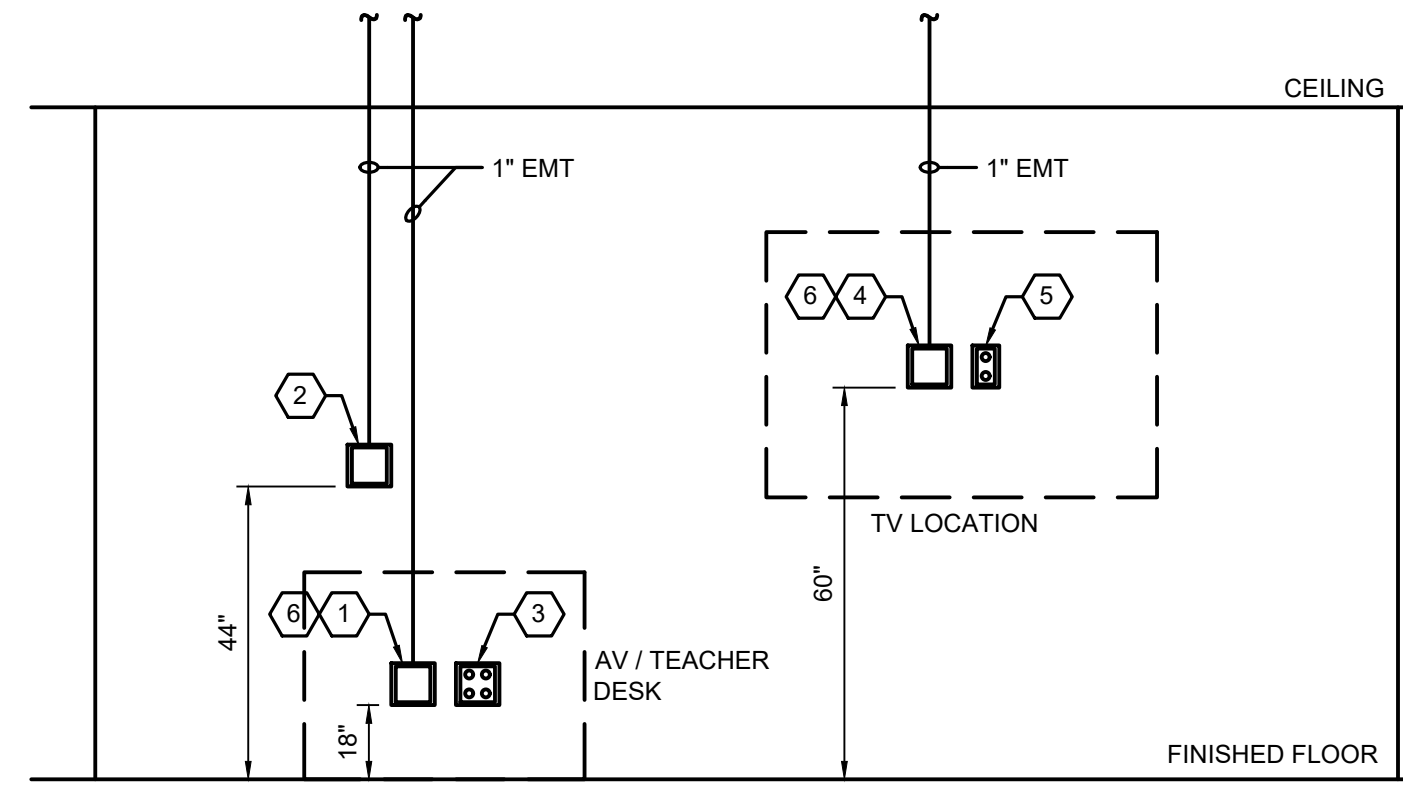 CEILING
1" EMT
1" EMT
6 4 5
2
TV LOCATION
60"
44"
6 1 3
AV / TEACHER
DESK
18"
FINISHED FLOOR